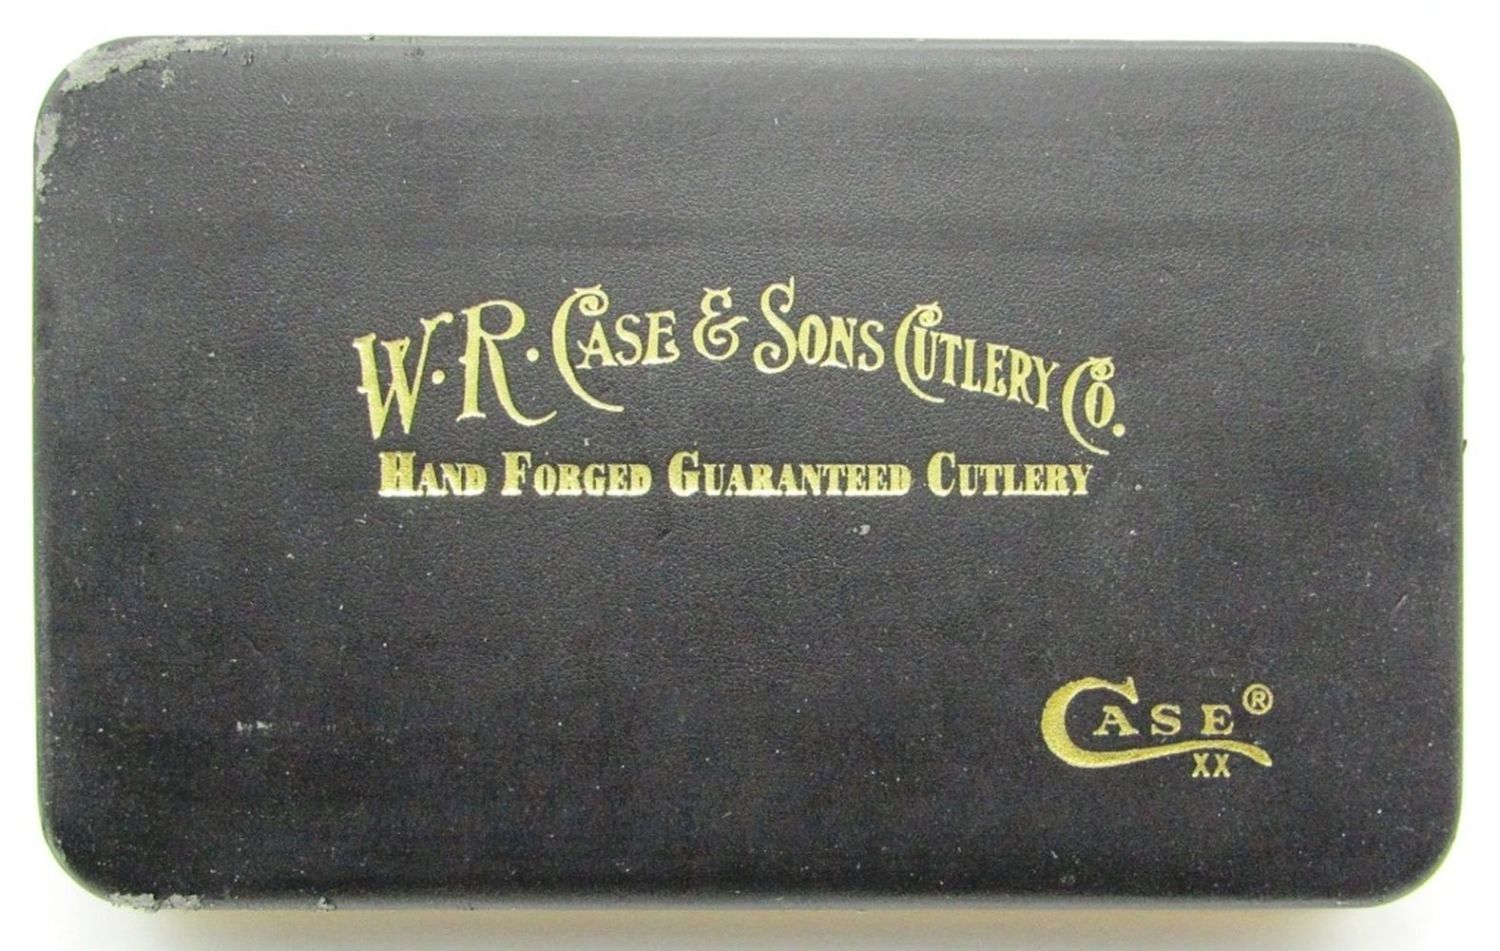 W.R. Case & Sons Cutlery Co.
Hand Forged Guaranteed Cutlery
Case®
XX